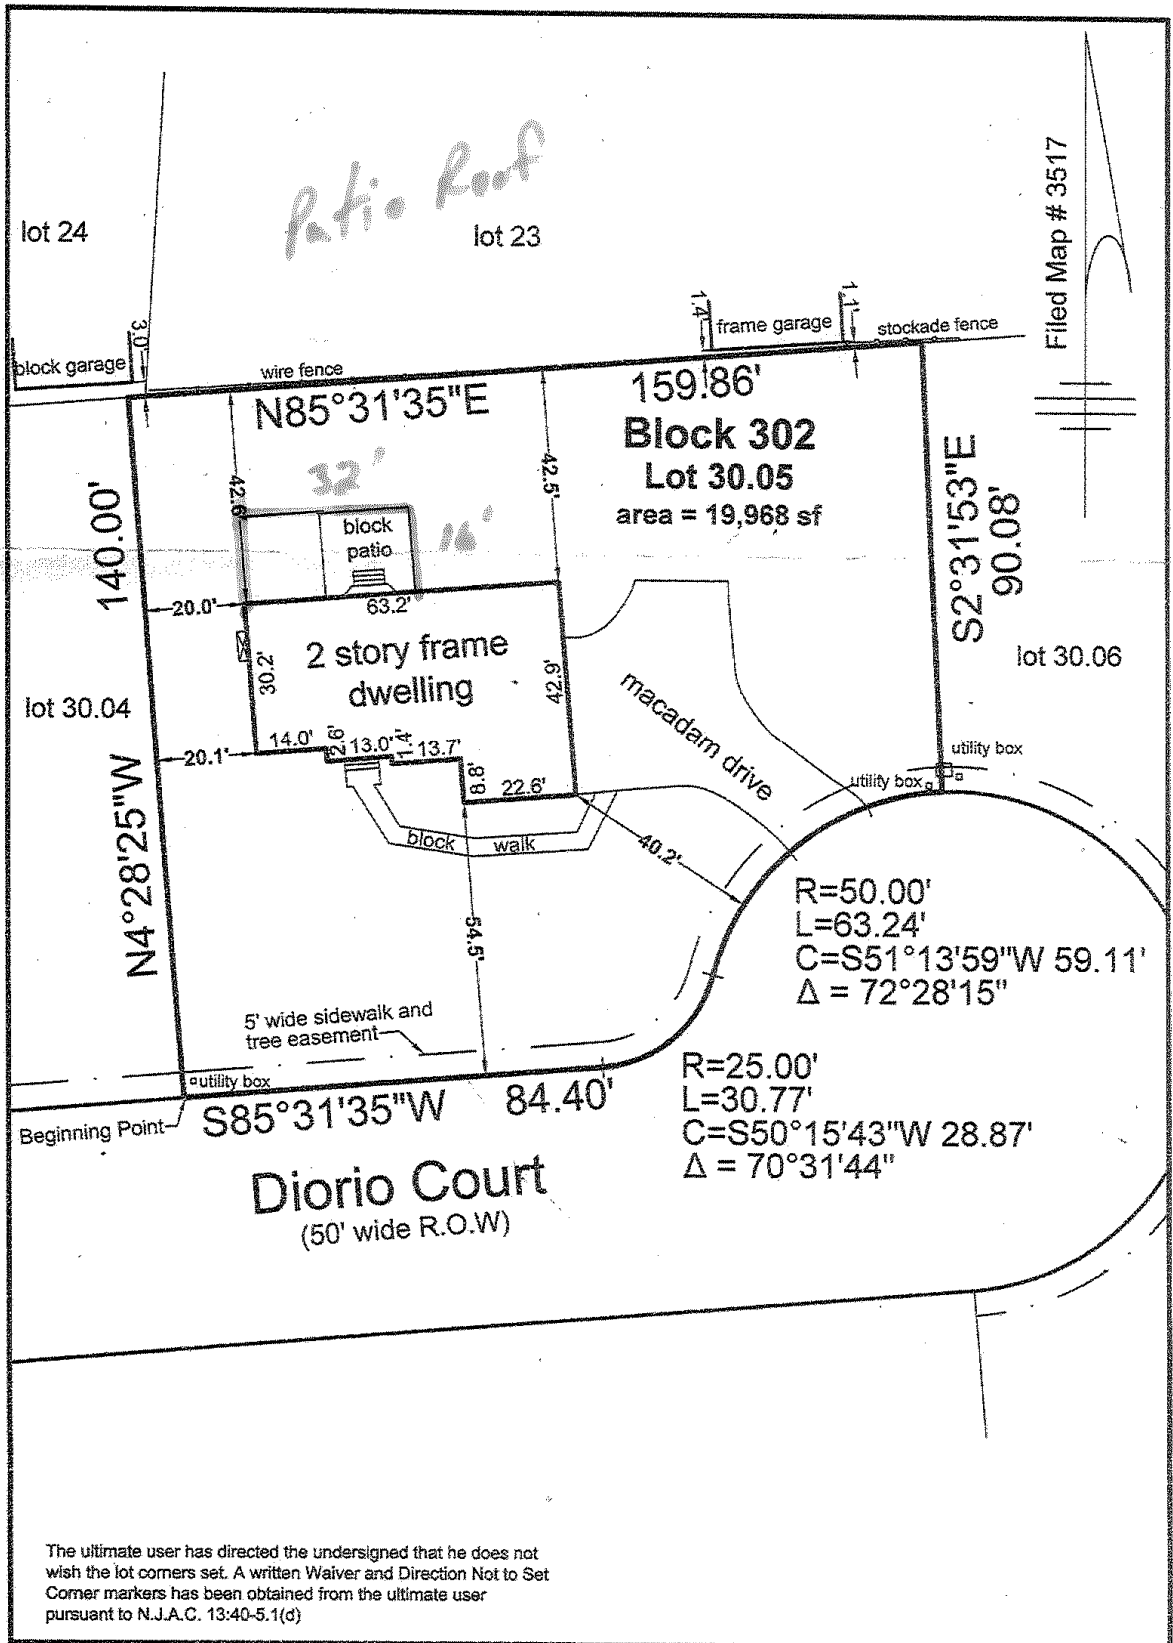 Patio Roof
lot 24
lot 23
Filed Map # 3517
3.0'
1.4'
1.1'
block garage
frame garage
stockade fence
wire fence
N85°31'35"E
159.86'
Block 302
Lot 30.05
area = 19,968 sf
32'
42.6'
42.5'
block
patio
16'
140.00'
S2°31'53"E
90.08'
20.0'
63.2'
2 story frame
dwelling
30.2'
42.9'
lot 30.04
lot 30.06
macadam drive
14.0'
2.6'
13.0'
1.4'
13.7'
20.1'
8.8'
22.6'
utility box
utility box
N4°28'25"W
block walk
40.2'
54.5'
R=50.00'
L=63.24'
C=S51°13'59"W 59.11'
Δ = 72°28'15"
5' wide sidewalk and
tree easement
utility box
R=25.00'
L=30.77'
C=S50°15'43"W 28.87'
Δ = 70°31'44"
Beginning Point
S85°31'35"W
84.40'
Diorio Court
(50' wide R.O.W)
The ultimate user has directed the undersigned that he does not
wish the lot corners set. A written Waiver and Direction Not to Set
Corner markers has been obtained from the ultimate user
pursuant to N.J.A.C. 13:40-5.1(d)